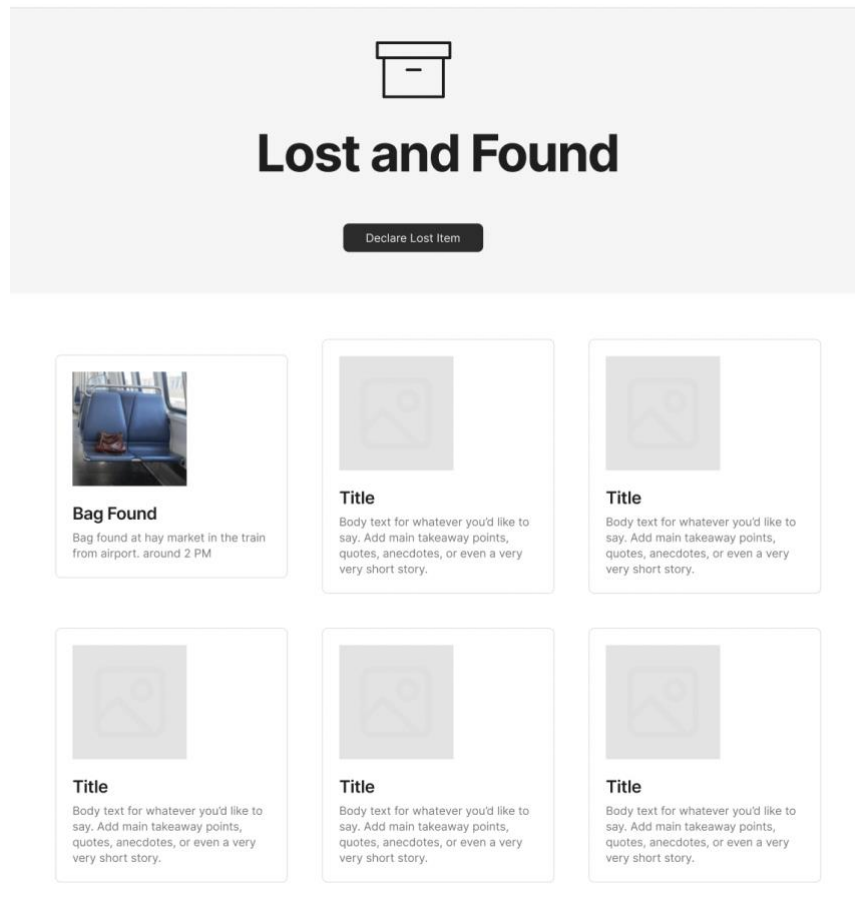 Lost and Found
Declare Lost Item
Bag Found
Bag found at hay market in the train
from airport. around 2 PM
Title
Body text for whatever you'd like to
say. Add main takeaway points,
quotes, anecdotes, or even a very
very short story.
Title
Body text for whatever you'd like to
say. Add main takeaway points,
quotes, anecdotes, or even a very
very short story.
Title
Body text for whatever you'd like to
say. Add main takeaway points,
quotes, anecdotes, or even a very
very short story.
Title
Body text for whatever you'd like to
say. Add main takeaway points,
quotes, anecdotes, or even a very
very short story.
Title
Body text for whatever you'd like to
say. Add main takeaway points,
quotes, anecdotes, or even a very
very short story.